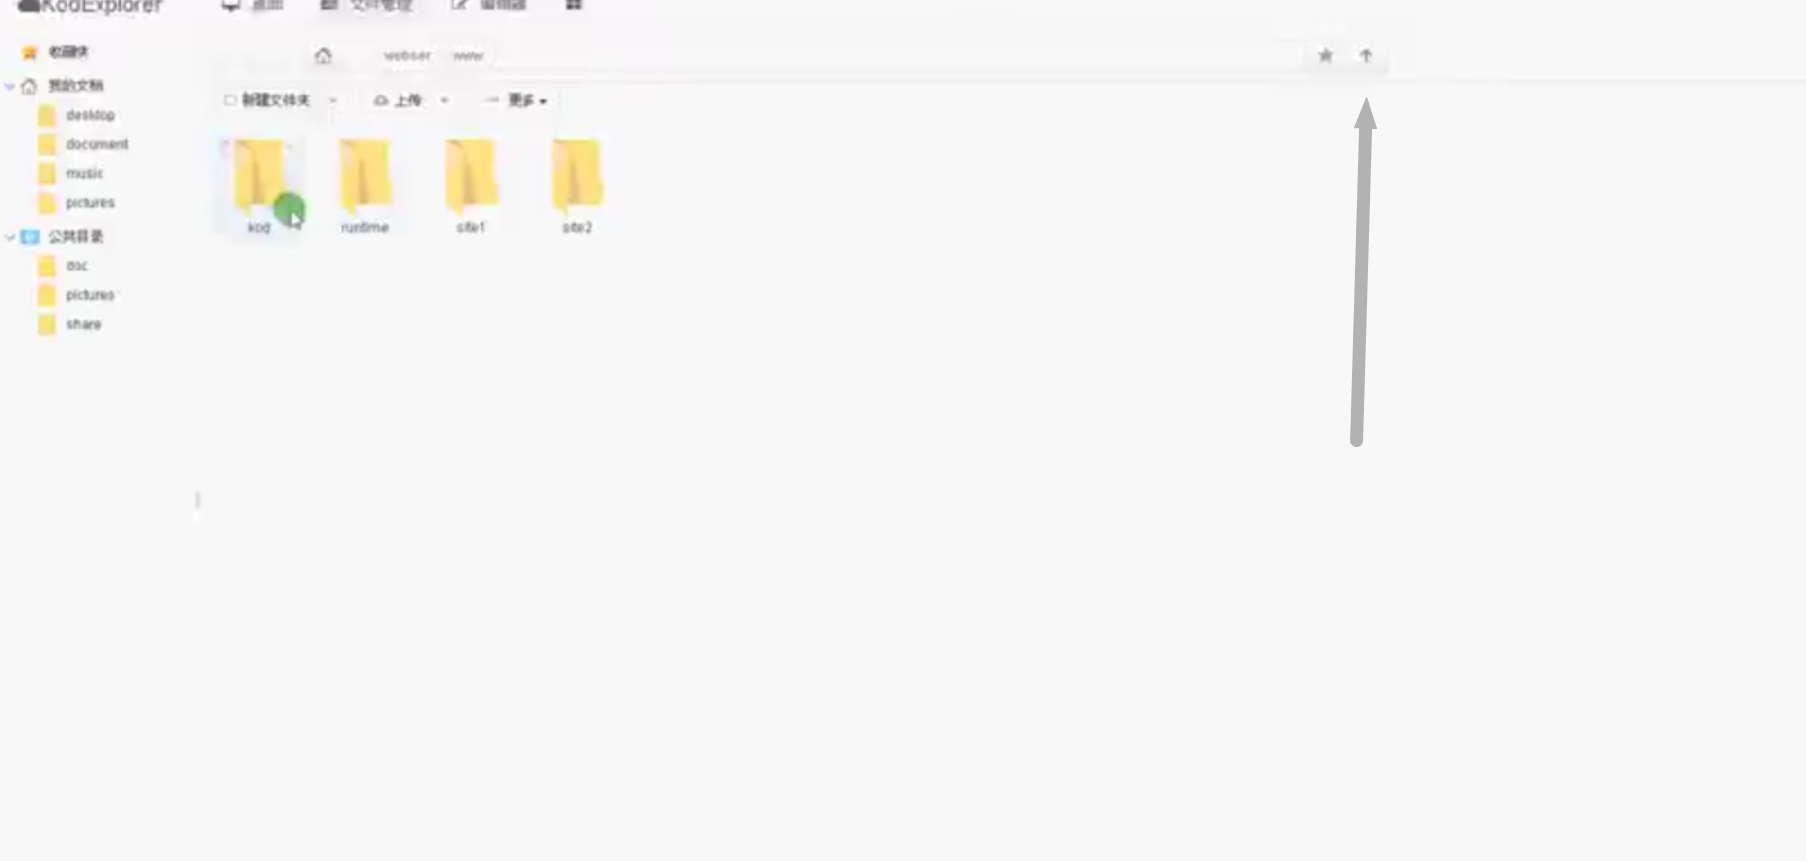 KodExplorer 桌面 文件管理 编辑器
收藏夹
webser www
我的文档
新建文件夹 上传 更多
desktop
document
music
pictures
kod runtime site1 site2
公共目录
doc
pictures
share